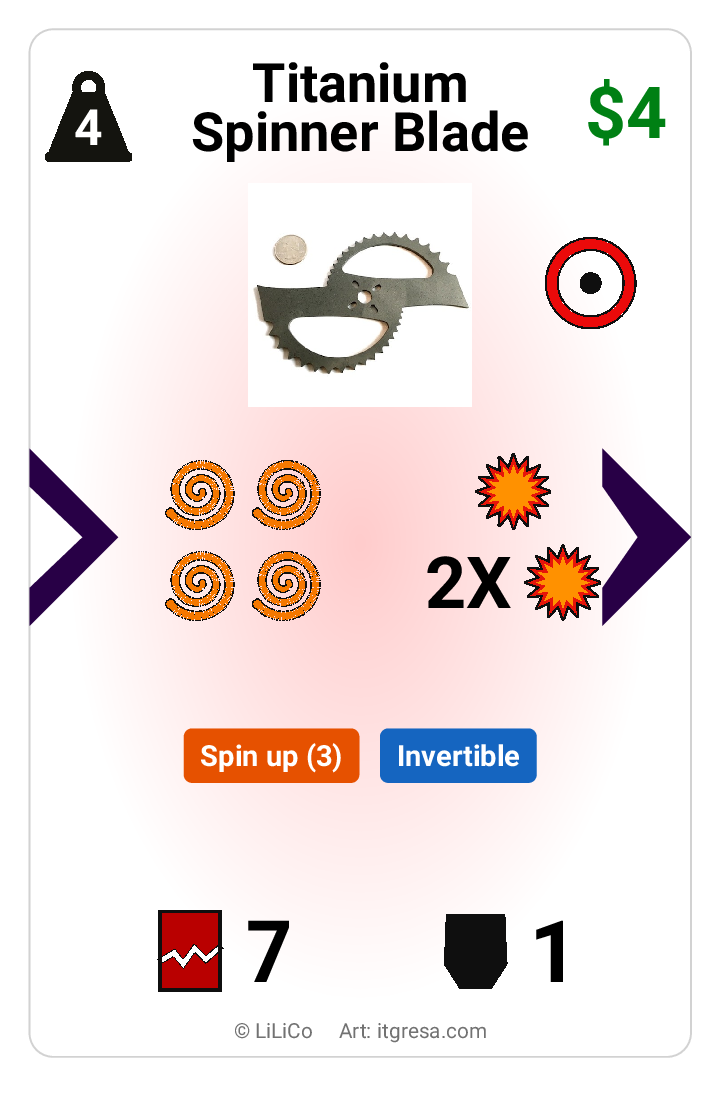 4
Titanium
Spinner Blade
$4
2X
Spin up (3)
Invertible
7
1
© LiLiCo Art: itgresa.com